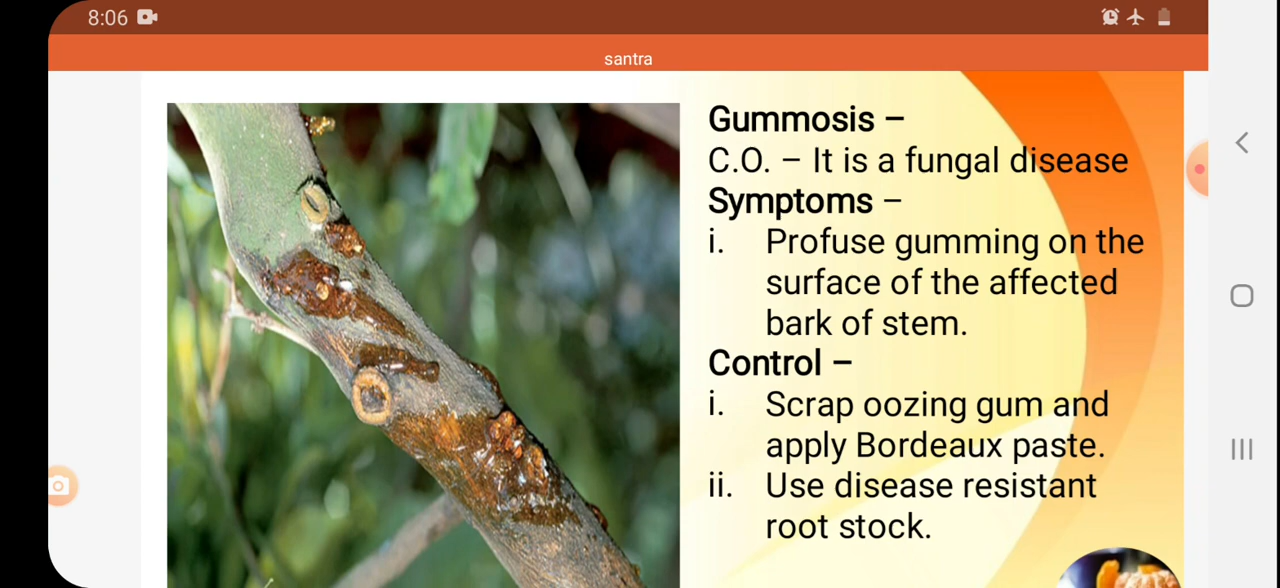 8:06
santra
Gummosis –
C.O. – It is a fungal disease
Symptoms –
i. Profuse gumming on the
surface of the affected
bark of stem.
Control –
i. Scrap oozing gum and
apply Bordeaux paste.
ii. Use disease resistant
root stock.